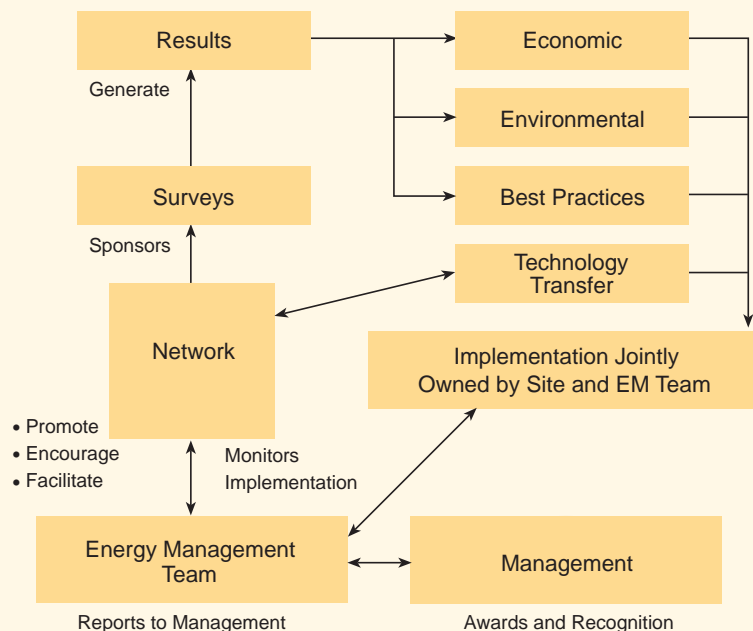 Results
Economic
Generate
Environmental
Surveys
Best Practices
Sponsors
Technology
Transfer
Network
Implementation Jointly
Owned by Site and EM Team
• Promote
• Encourage
• Facilitate
Monitors
Implementation
Energy Management
Team
Management
Reports to Management
Awards and Recognition